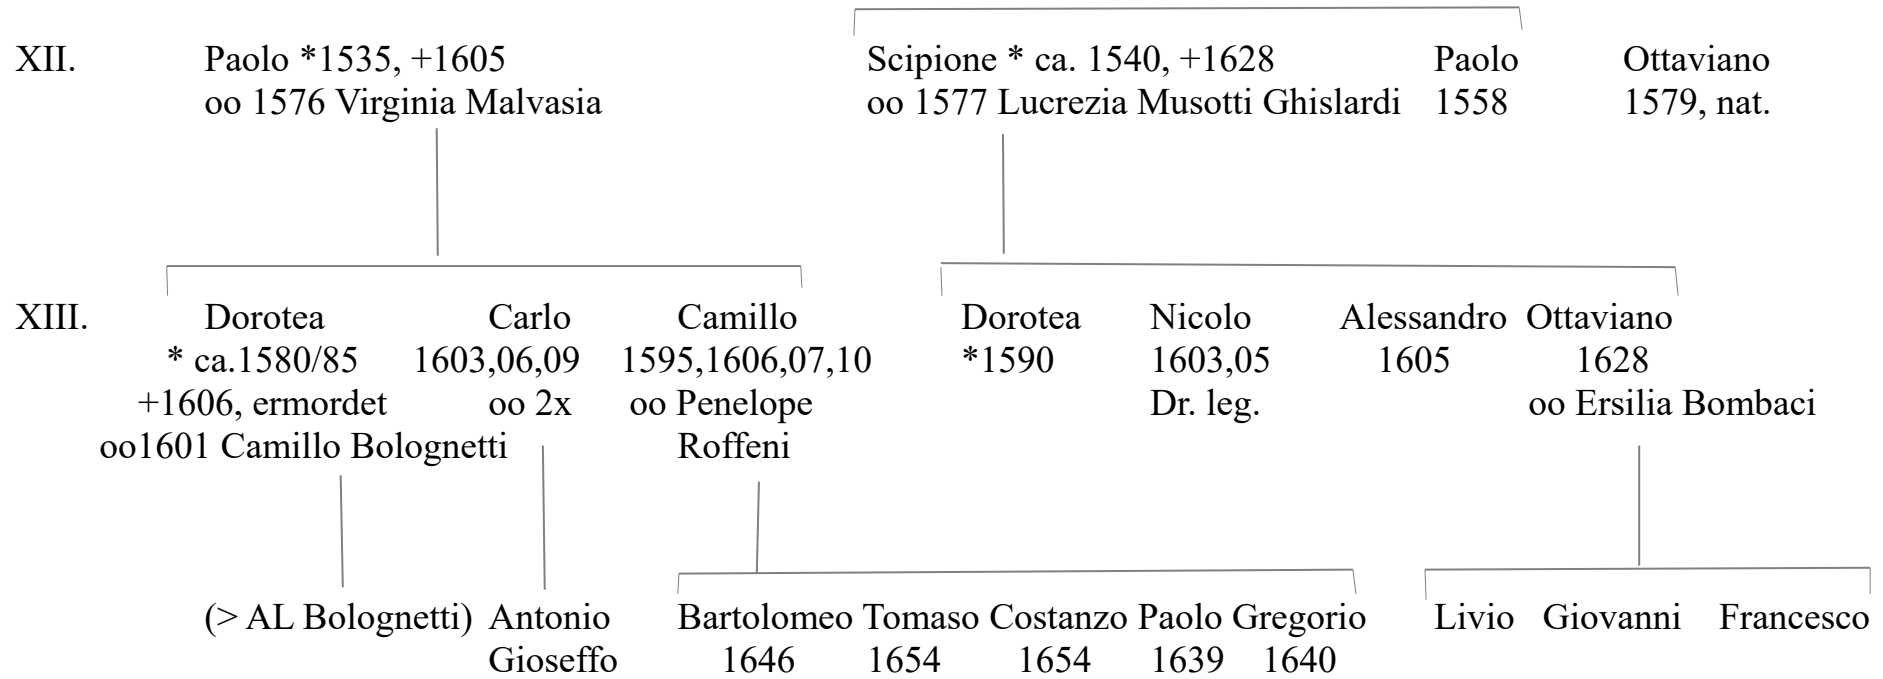 XII. Paolo *1535, +1605 Scipione * ca. 1540, +1628 Paolo Ottaviano
oo 1576 Virginia Malvasia oo 1577 Lucrezia Musotti Ghislardi 1558 1579, nat.
XIII. Dorotea Carlo Camillo Dorotea Nicolo Alessandro Ottaviano
* ca.1580/85 1603,06,09 1595,1606,07,10 *1590 1603,05 1605 1628
+1606, ermordet oo 2x oo Penelope Dr. leg. oo Ersilia Bombaci
oo1601 Camillo Bolognetti Roffeni
(> AL Bolognetti) Antonio Bartolomeo Tomaso Costanzo Paolo Gregorio Livio Giovanni Francesco
Gioseffo 1646 1654 1654 1639 1640